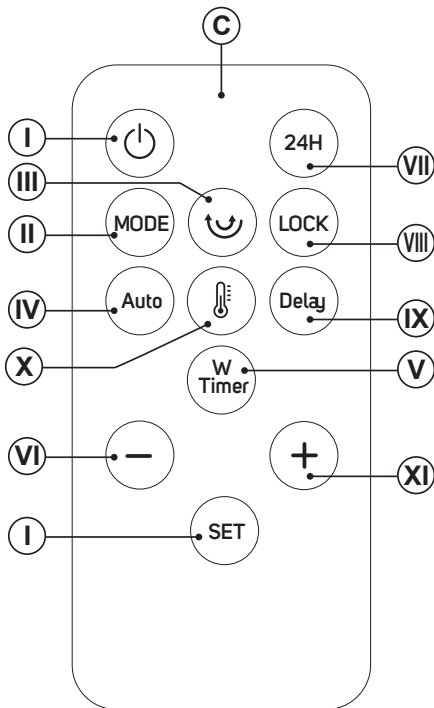 C
I
24H
VII
III
MODE
LOCK
II
VIII
Auto
Delay
IV
IX
X
W
Timer
V
VI
−
+
XI
I
SET